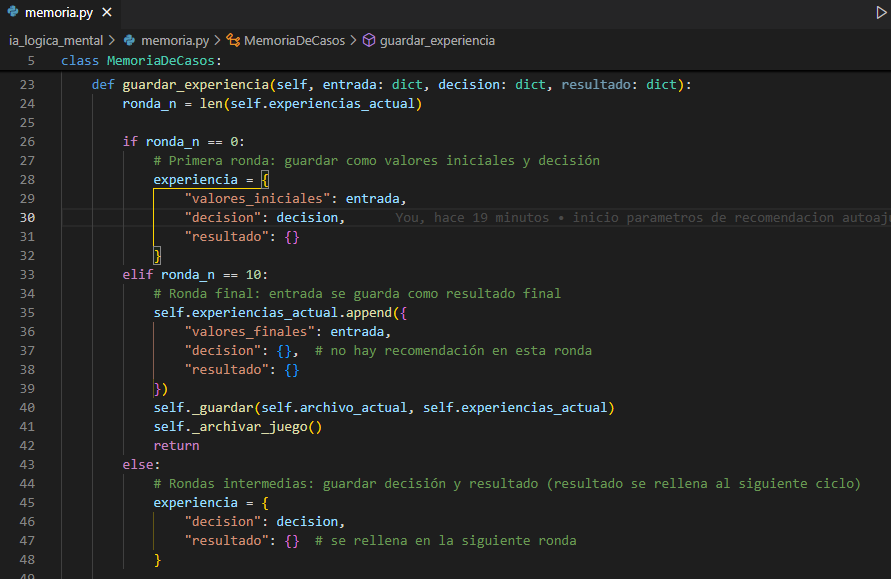 memoria.py
ia_logica_mental > memoria.py > MemoriaDeCasos > guardar_experiencia
5 class MemoriaDeCasos:
23 def guardar_experiencia(self, entrada: dict, decision: dict, resultado: dict):
24 ronda_n = len(self.experiencias_actual)
25
26 if ronda_n == 0:
27 # Primera ronda: guardar como valores iniciales y decisión
28 experiencia = {
29 "valores_iniciales": entrada,
30 "decision": decision, You, hace 19 minutos • inicio parametros de recomendacion autoaju
31 "resultado": {}
32 }
33 elif ronda_n == 10:
34 # Ronda final: entrada se guarda como resultado final
35 self.experiencias_actual.append({
36 "valores_finales": entrada,
37 "decision": {}, # no hay recomendación en esta ronda
38 "resultado": {}
39 })
40 self._guardar(self.archivo_actual, self.experiencias_actual)
41 self._archivar_juego()
42 return
43 else:
44 # Rondas intermedias: guardar decisión y resultado (resultado se rellena al siguiente ciclo)
45 experiencia = {
46 "decision": decision,
47 "resultado": {} # se rellena en la siguiente ronda
48 }